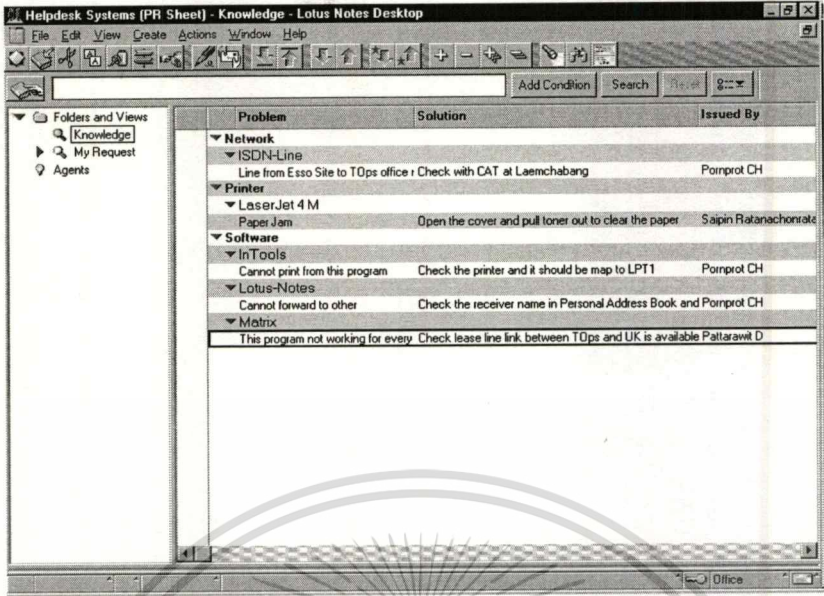 Helpdesk Systems (PR Sheet) - Knowledge - Lotus Notes Desktop
File Edit View Create Actions Window Help
Add Condition Search Reset
Folders and Views
Knowledge
My Request
Agents
Problem Solution Issued By
Network
ISDN-Line
Line from Esso Site to TOps office r Check with CAT at Laemchabang Pornprot CH
Printer
LaserJet 4 M
Paper Jam Open the cover and pull toner out to clear the paper Saipin Ratanachonrata
Software
InTools
Cannot print from this program Check the printer and it should be map to LPT1 Pornprot CH
Lotus-Notes
Cannot forward to other Check the receiver name in Personal Address Book and Pornprot CH
Matrix
This program not working for every Check lease line link between TOps and UK is available Pattarawit D
Office